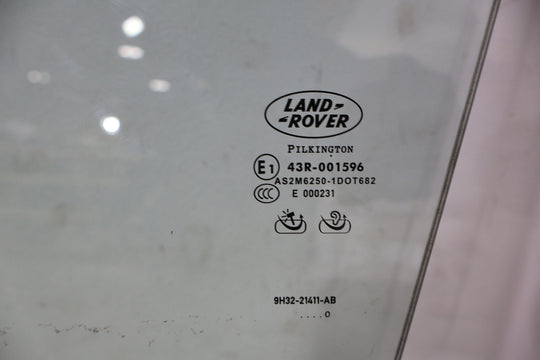 LAND
ROVER
PILKINGTON
E1 43R-001596
AS2M6250-1DOT682
CCC E 000231
9H32-21411-AB
....0